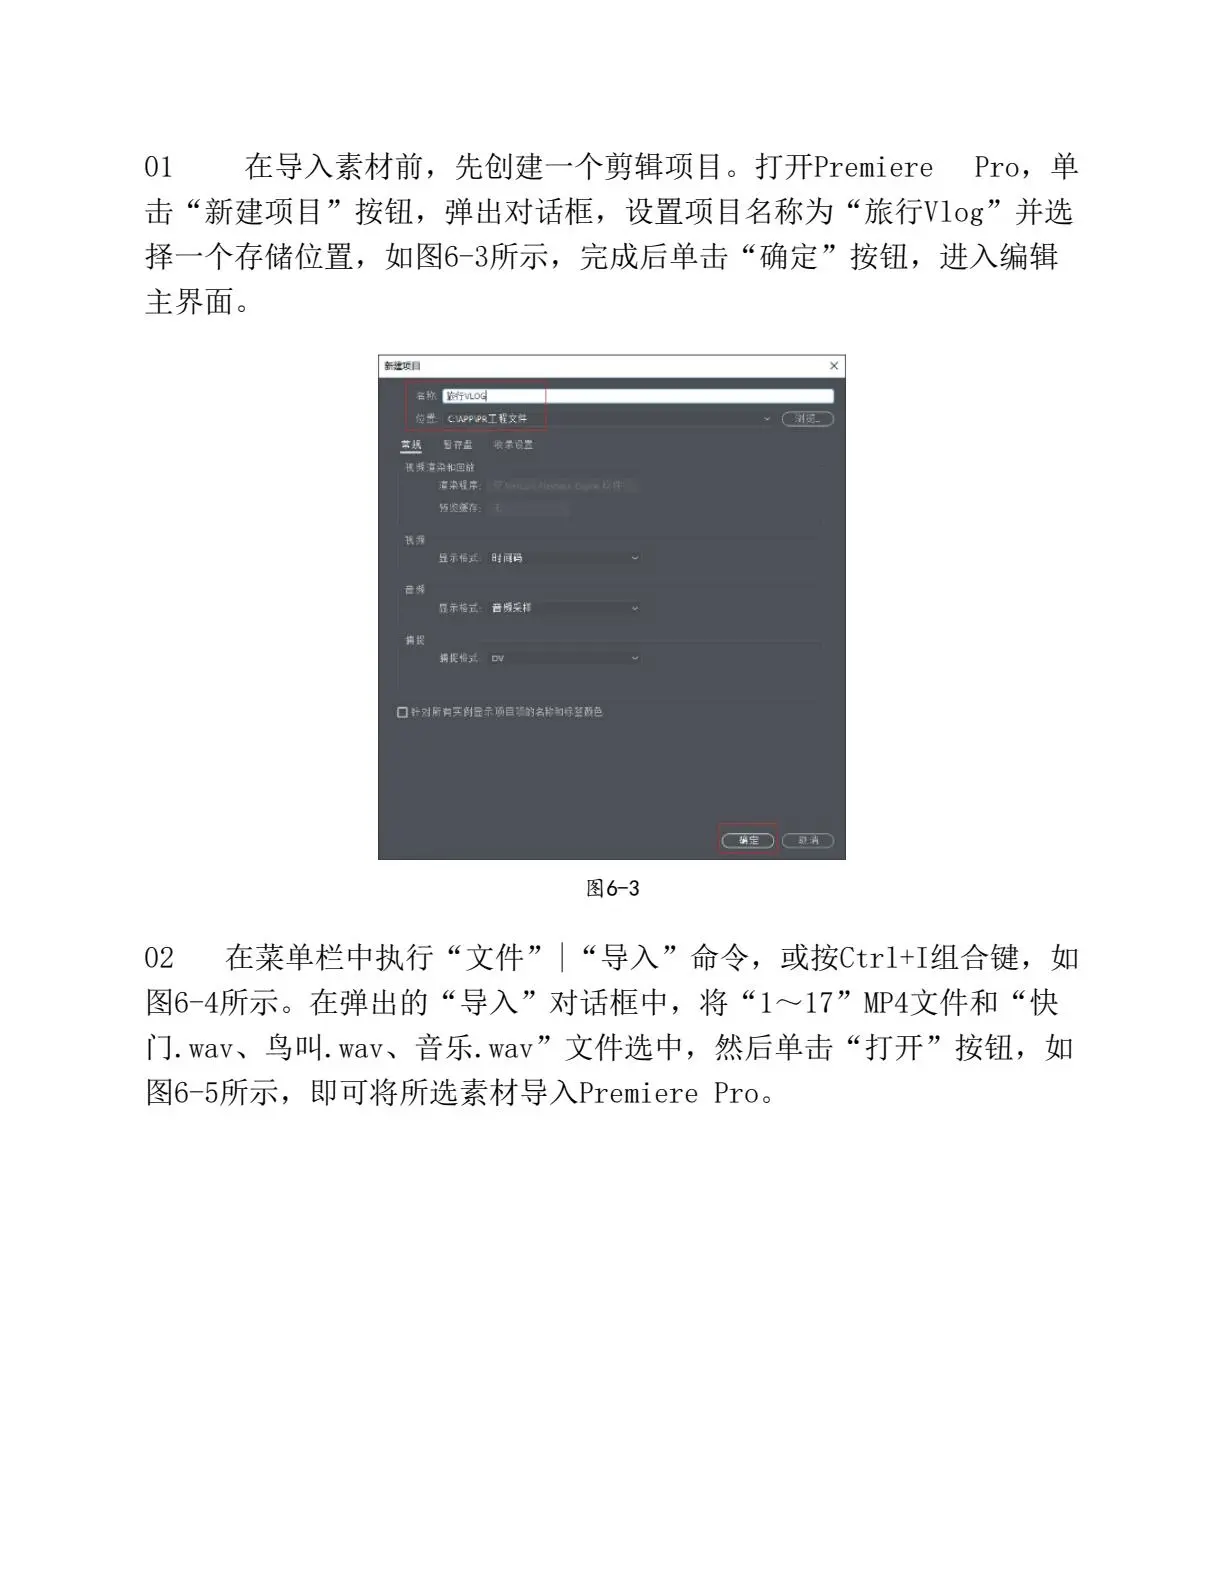 01 在导入素材前，先创建一个剪辑项目。打开Premiere Pro，单
击“新建项目”按钮，弹出对话框，设置项目名称为“旅行Vlog”并选
择一个存储位置，如图6-3所示，完成后单击“确定”按钮，进入编辑
主界面。
新建项目
名称: 旅行VLOG
位置: C:\APP\PR工程文件 浏览...
常规 暂存盘 收录设置
视频渲染和回放
渲染程序:
预览缓存: 无
视频
显示格式: 时间码
音频
显示格式: 音频采样
捕捉
捕捉格式: DV
针对所有实例显示项目项的名称和标签颜色
确定 取消
图6-3
02 在菜单栏中执行“文件”|“导入”命令，或按Ctrl+I组合键，如
图6-4所示。在弹出的“导入”对话框中，将“1～17”MP4文件和“快
门.wav、鸟叫.wav、音乐.wav”文件选中，然后单击“打开”按钮，如
图6-5所示，即可将所选素材导入Premiere Pro。